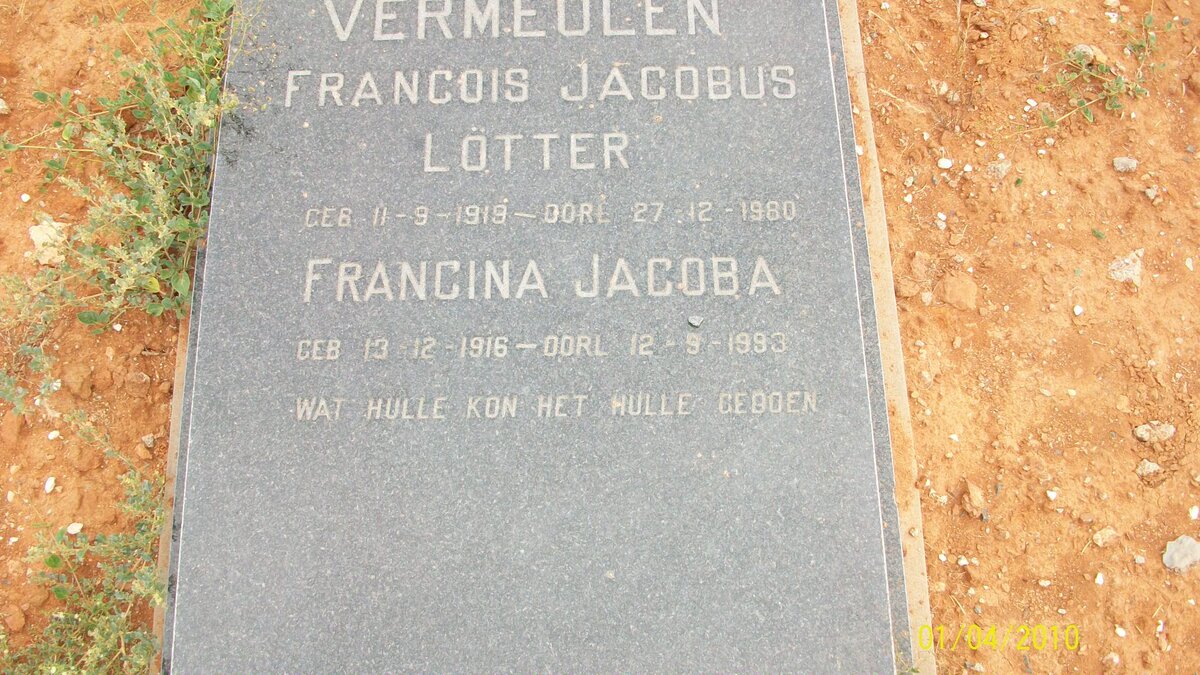 VERMEULEN
FRANCOIS JACOBUS
LÖTTER
GEB 11-9-1919 - OORL 27-12-1980
FRANCINA JACOBA
GEB 13-12-1916 - OORL 12-9-1993
WAT HULLE KON HET HULLE GEDOEN
01/04/2010